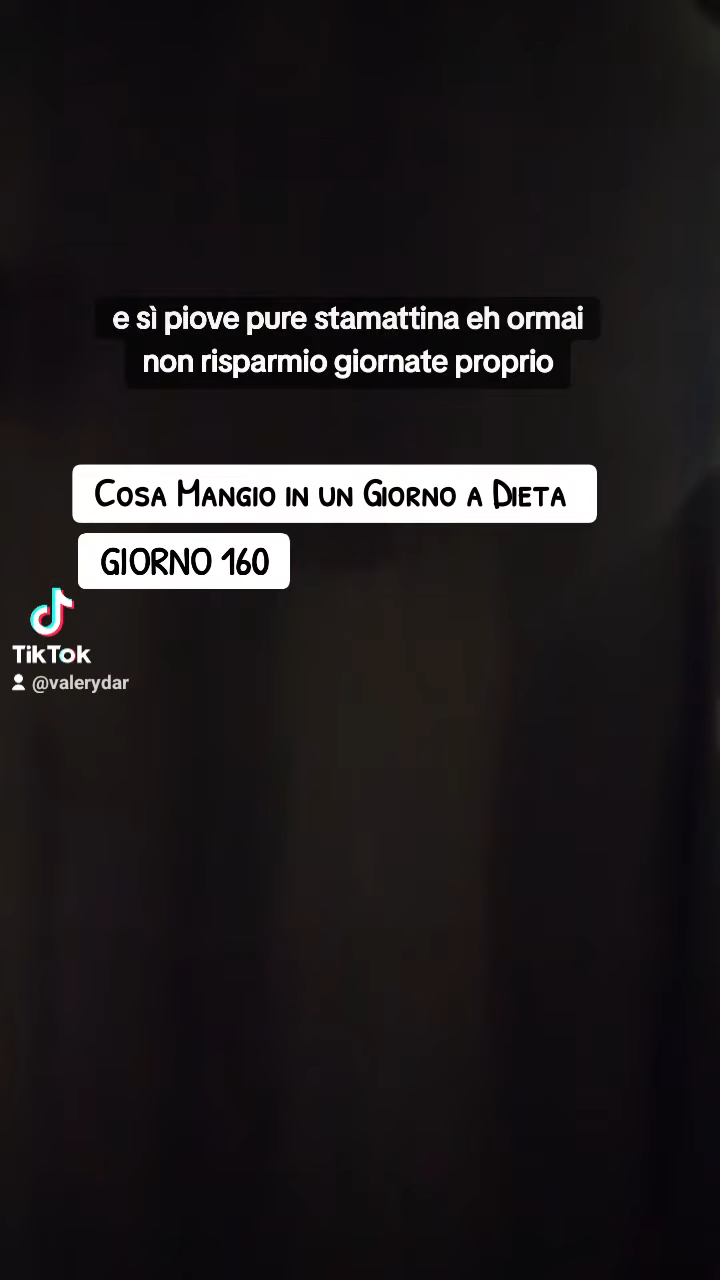 e sì piove pure stamattina eh ormai
non risparmio giornate proprio
Cosa Mangio in un Giorno a Dieta
GIORNO 160
TikTok
@valerydar